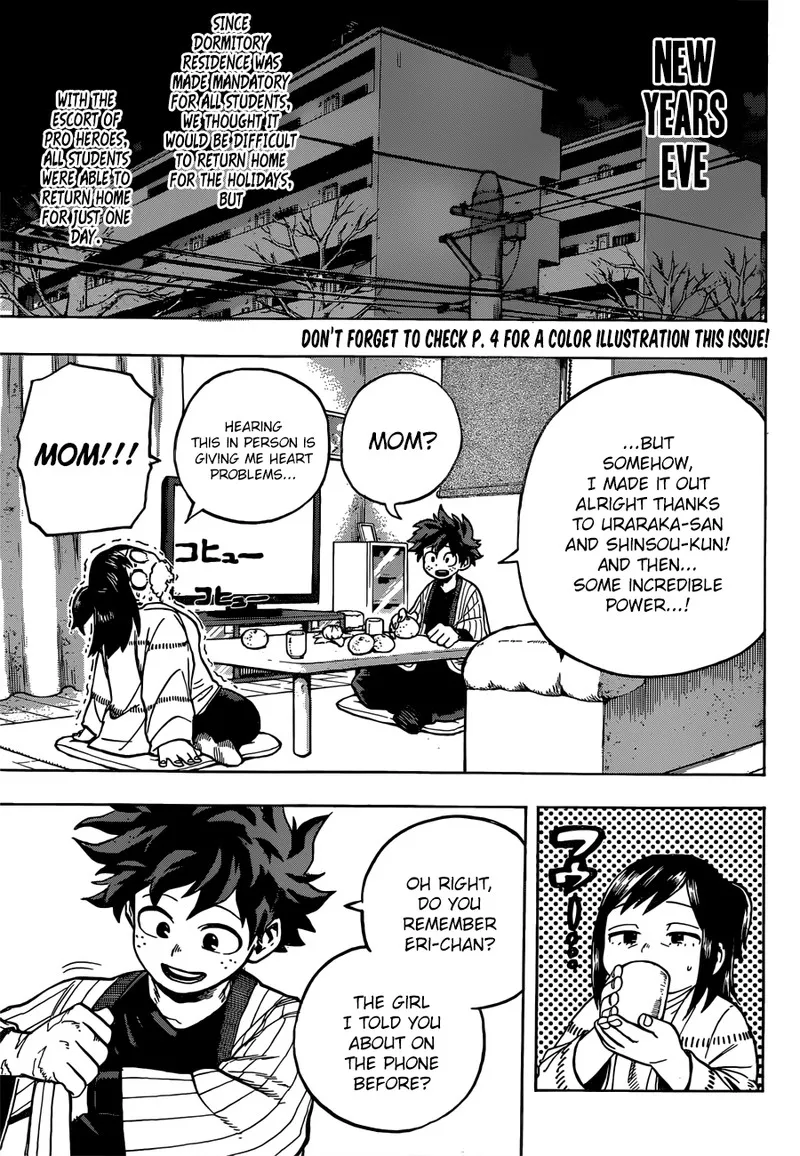 NEW
YEARS
EVE
SINCE
DORMITORY
RESIDENCE WAS
MADE MANDATORY
FOR ALL STUDENTS,
WE THOUGHT IT
WOULD BE DIFFICULT
TO RETURN HOME
FOR THE HOLIDAYS,
BUT
WITH THE
ESCORT OF
PRO HEROES,
ALL STUDENTS
WERE ABLE TO
RETURN HOME
FOR JUST ONE
DAY.
DON'T FORGET TO CHECK P. 4 FOR A COLOR ILLUSTRATION THIS ISSUE!
...BUT
SOMEHOW,
I MADE IT OUT
ALRIGHT THANKS
TO URARAKA-SAN
AND SHINSOU-KUN!
AND THEN...
SOME INCREDIBLE
POWER...!
MOM?
HEARING
THIS IN PERSON IS
GIVING ME HEART
PROBLEMS...
MOM!!!
コヒュー
コヒュー
フウー…
OH RIGHT,
DO YOU
REMEMBER
ERI-CHAN?
THE GIRL
I TOLD YOU
ABOUT ON
THE PHONE
BEFORE?